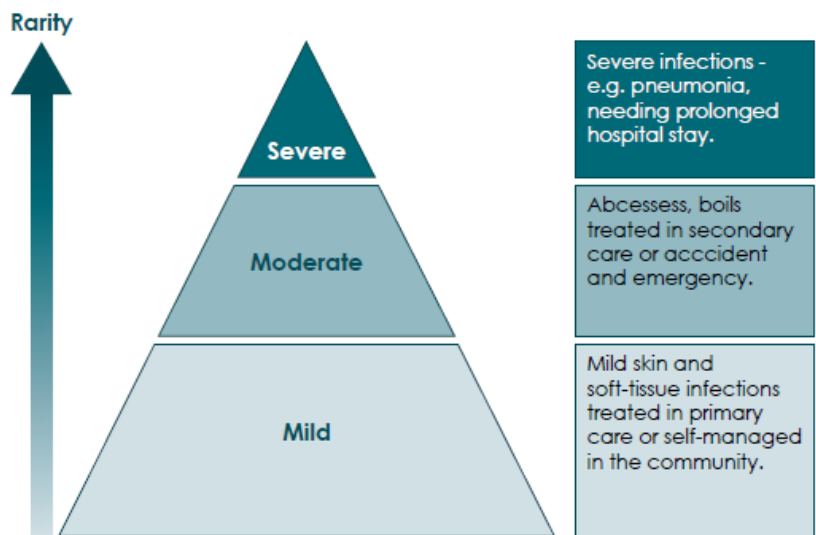 Rarity
Severe
Severe infections -
e.g. pneumonia,
needing prolonged
hospital stay.
Moderate
Abcessess, boils
treated in secondary
care or acccident
and emergency.
Mild
Mild skin and
soft-tissue infections
treated in primary
care or self-managed
in the community.